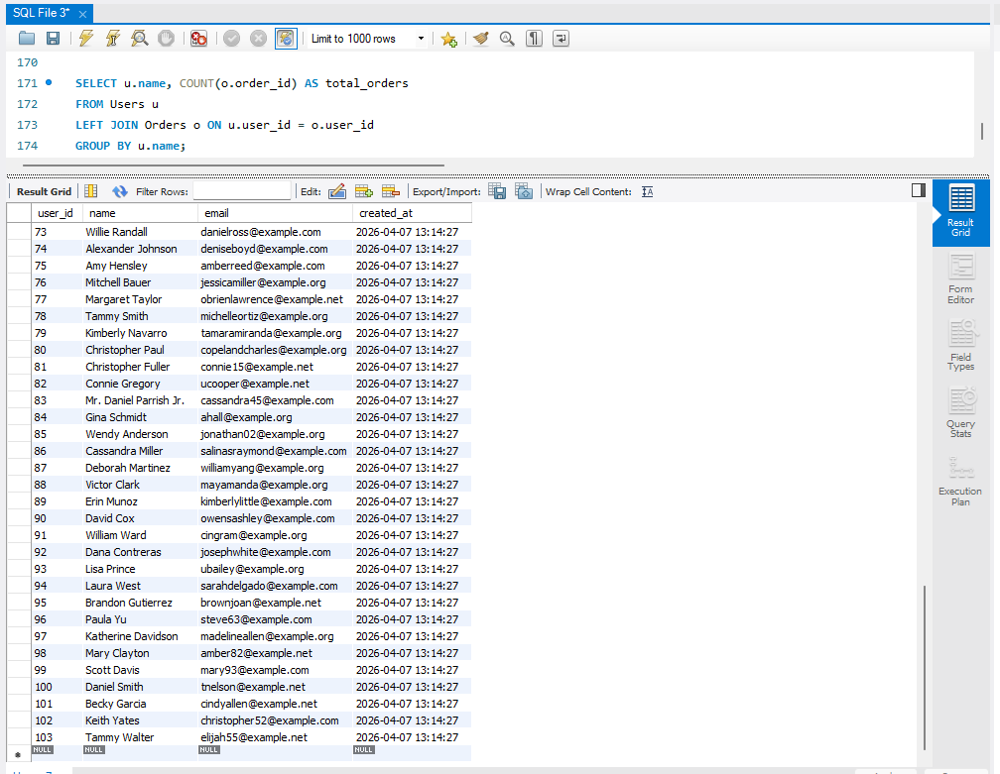 SQL File 3*
Limit to 1000 rows
170
171 SELECT u.name, COUNT(o.order_id) AS total_orders
172 FROM Users u
173 LEFT JOIN Orders o ON u.user_id = o.user_id
174 GROUP BY u.name;
Result Grid Filter Rows: Edit: Export/Import: Wrap Cell Content: IA
user_id name email created_at
73 Willie Randall danielross@example.com 2026-04-07 13:14:27
74 Alexander Johnson deniseboyd@example.com 2026-04-07 13:14:27
75 Amy Hensley amberreed@example.com 2026-04-07 13:14:27
76 Mitchell Bauer jessicamiller@example.org 2026-04-07 13:14:27
77 Margaret Taylor obrienlawrence@example.net 2026-04-07 13:14:27
78 Tammy Smith michelleortiz@example.org 2026-04-07 13:14:27
79 Kimberly Navarro tamaramiranda@example.org 2026-04-07 13:14:27
80 Christopher Paul copelandcharles@example.org 2026-04-07 13:14:27
81 Christopher Fuller connie15@example.net 2026-04-07 13:14:27
82 Connie Gregory ucooper@example.net 2026-04-07 13:14:27
83 Mr. Daniel Parrish Jr. cassandra45@example.com 2026-04-07 13:14:27
84 Gina Schmidt ahall@example.org 2026-04-07 13:14:27
85 Wendy Anderson jonathan02@example.org 2026-04-07 13:14:27
86 Cassandra Miller salinasraymond@example.com 2026-04-07 13:14:27
87 Deborah Martinez williamyang@example.org 2026-04-07 13:14:27
88 Victor Clark mayamanda@example.org 2026-04-07 13:14:27
89 Erin Munoz kimberlylittle@example.com 2026-04-07 13:14:27
90 David Cox owensashley@example.com 2026-04-07 13:14:27
91 William Ward cingram@example.org 2026-04-07 13:14:27
92 Dana Contreras josephwhite@example.com 2026-04-07 13:14:27
93 Lisa Prince ubailey@example.org 2026-04-07 13:14:27
94 Laura West sarahdelgado@example.com 2026-04-07 13:14:27
95 Brandon Gutierrez brownjoan@example.net 2026-04-07 13:14:27
96 Paula Yu steve63@example.com 2026-04-07 13:14:27
97 Katherine Davidson madelineallen@example.org 2026-04-07 13:14:27
98 Mary Clayton amber82@example.net 2026-04-07 13:14:27
99 Scott Davis mary93@example.com 2026-04-07 13:14:27
100 Daniel Smith tnelson@example.net 2026-04-07 13:14:27
101 Becky Garcia cindyallen@example.net 2026-04-07 13:14:27
102 Keith Yates christopher52@example.com 2026-04-07 13:14:27
103 Tammy Walter elijah55@example.net 2026-04-07 13:14:27
NULL NULL NULL NULL
Result
Grid
Form
Editor
Field
Types
Query
Stats
Execution
Plan